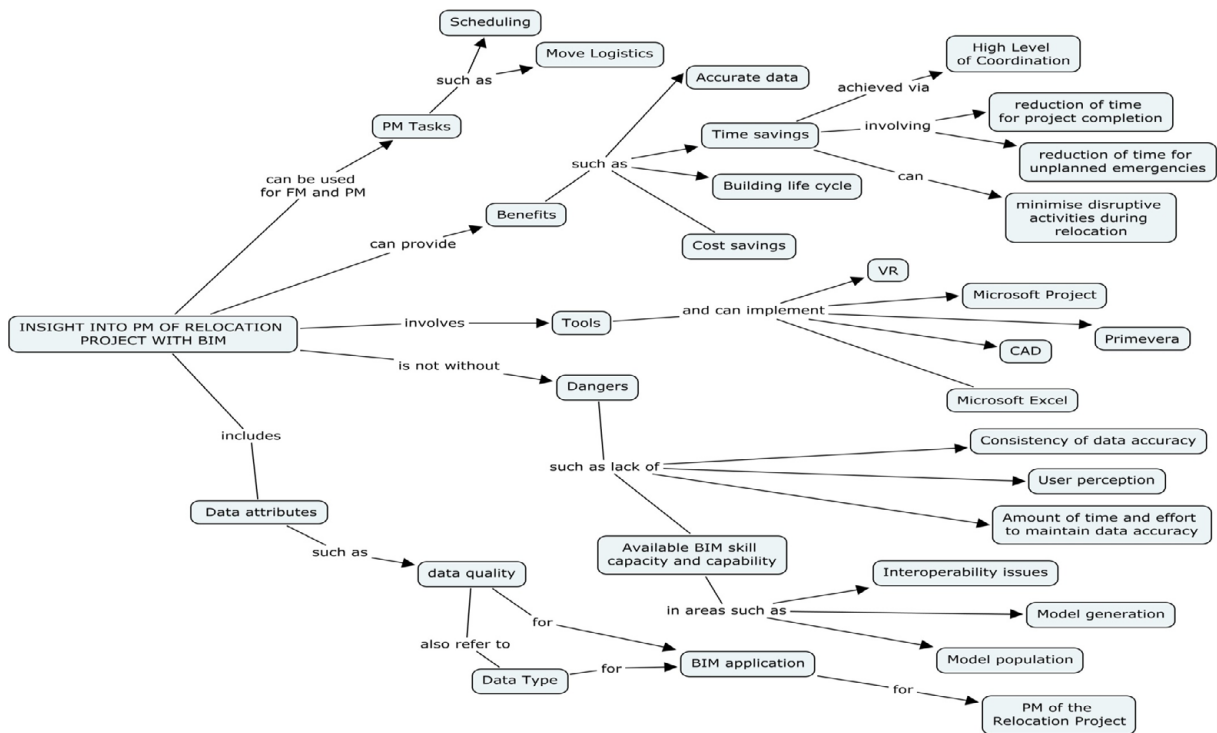 Scheduling
Move Logistics
such as
PM Tasks
can be used
for FM and PM
Accurate data
High Level
of Coordination
achieved via
Time savings
involving
reduction of time
for project completion
reduction of time for
unplanned emergencies
can
minimise disruptive
activities during
relocation
such as
Building life cycle
Benefits
can provide
Cost savings
INSIGHT INTO PM OF RELOCATION
PROJECT WITH BIM
involves
Tools
and can implement
VR
Microsoft Project
Primevera
CAD
Microsoft Excel
is not without
Dangers
such as lack of
Consistency of data accuracy
User perception
Amount of time and effort
to maintain data accuracy
Available BIM skill
capacity and capability
in areas such as
Interoperability issues
Model generation
Model population
includes
Data attributes
such as
data quality
for
also refer to
Data Type
for
BIM application
for
PM of the
Relocation Project